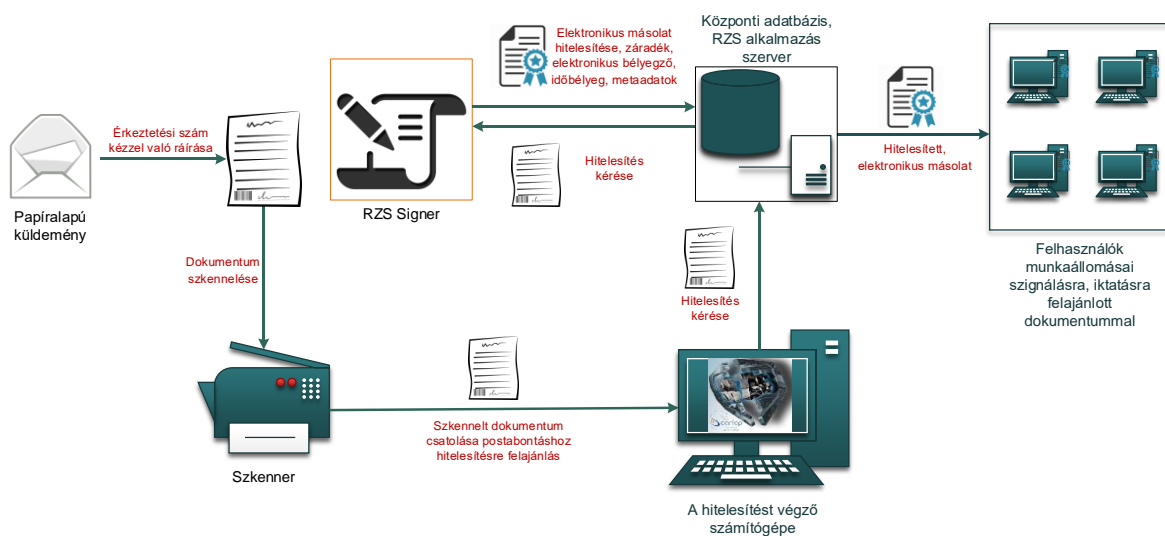 Központi adatbázis,
RZS alkalmazás
szerver
Elektronikus másolat
hitelesítése, záradék,
elektronikus bélyegző,
időbélyeg, metaadatok
Érkeztetési szám
kézzel való ráírása
Hitelesítés
kérése
Hitelesített,
elektronikus másolat
Papíralapú
küldemény
RZS Signer
Dokumentum
szkennelése
Hitelesítés
kérése
Felhasználók
munkaállomásai
szignálásra, iktatásra
felajánlott
dokumentummal
Szkennelt dokumentum
csatolása postabontáshoz
hitelesítésre felajánlás
Szkenner
A hitelesítést végző
számítógépe